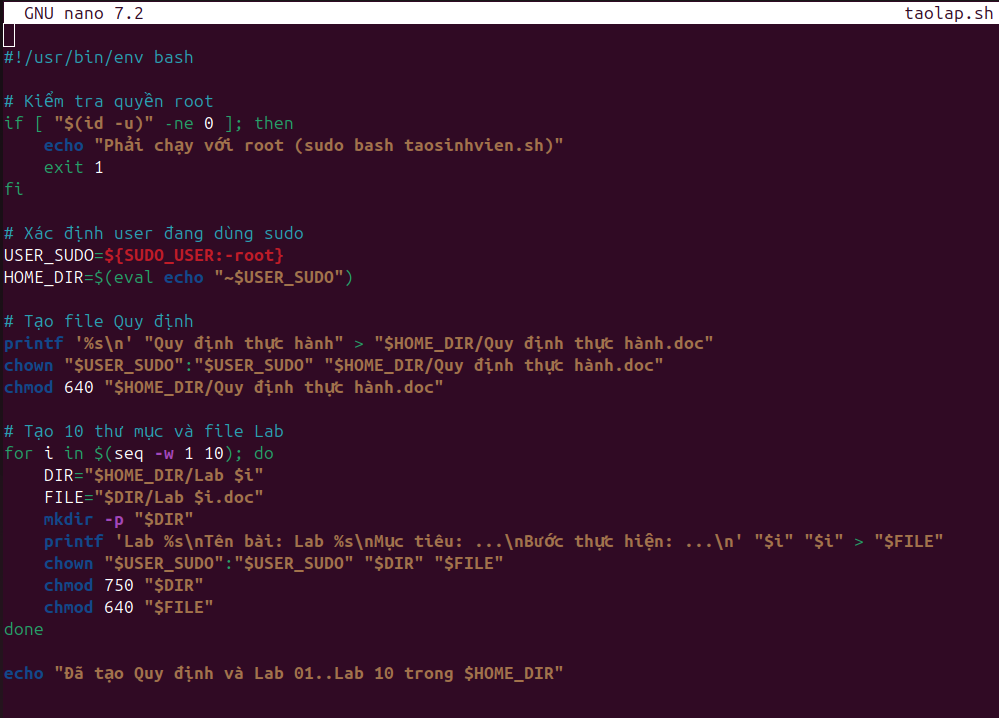 GNU nano 7.2 taolap.sh
#!/usr/bin/env bash
# Kiểm tra quyền root
if [ "$(id -u)" -ne 0 ]; then
    echo "Phải chạy với root (sudo bash taosinhvien.sh)"
    exit 1
fi
# Xác định user đang dùng sudo
USER_SUDO=${SUDO_USER:-root}
HOME_DIR=$(eval echo "~$USER_SUDO")
# Tạo file Quy định
printf '%s\n' "Quy định thực hành" > "$HOME_DIR/Quy định thực hành.doc"
chown "$USER_SUDO":"$USER_SUDO" "$HOME_DIR/Quy định thực hành.doc"
chmod 640 "$HOME_DIR/Quy định thực hành.doc"
# Tạo 10 thư mục và file Lab
for i in $(seq -w 1 10); do
    DIR="$HOME_DIR/Lab $i"
    FILE="$DIR/Lab $i.doc"
    mkdir -p "$DIR"
    printf 'Lab %s\nTên bài: Lab %s\nMục tiêu: ...\nBước thực hiện: ...\n' "$i" "$i" > "$FILE"
    chown "$USER_SUDO":"$USER_SUDO" "$DIR" "$FILE"
    chmod 750 "$DIR"
    chmod 640 "$FILE"
done
echo "Đã tạo Quy định và Lab 01..Lab 10 trong $HOME_DIR"